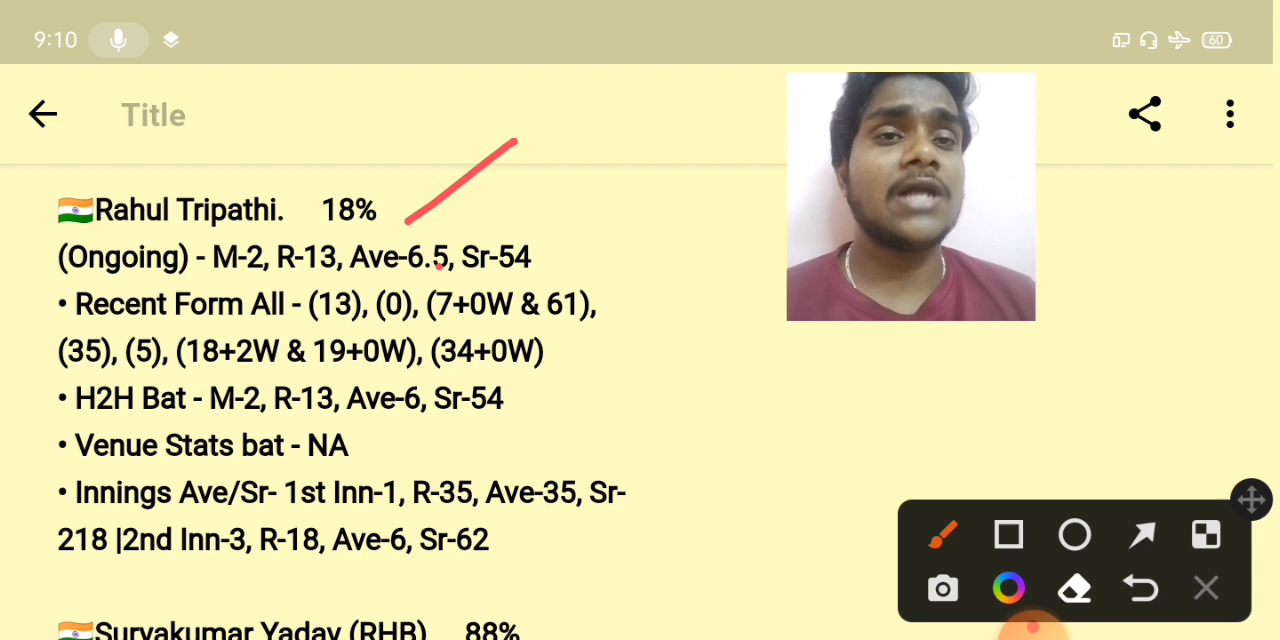 9:10
60
Title
🇮🇳Rahul Tripathi. 18%
(Ongoing) - M-2, R-13, Ave-6.5, Sr-54
• Recent Form All - (13), (0), (7+0W & 61),
(35), (5), (18+2W & 19+0W), (34+0W)
• H2H Bat - M-2, R-13, Ave-6, Sr-54
• Venue Stats bat - NA
• Innings Ave/Sr- 1st Inn-1, R-35, Ave-35, Sr-
218 |2nd Inn-3, R-18, Ave-6, Sr-62
🇮🇳Suryakumar Yadav (RHB) 88%